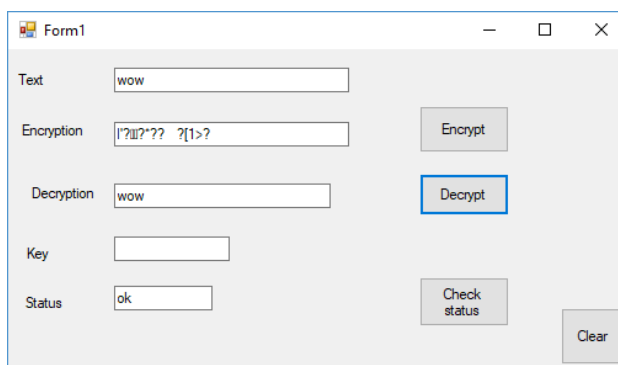 Form1
Text
wow
Encryption
Encrypt
Decryption
wow
Decrypt
Key
Status
ok
Check
status
Clear